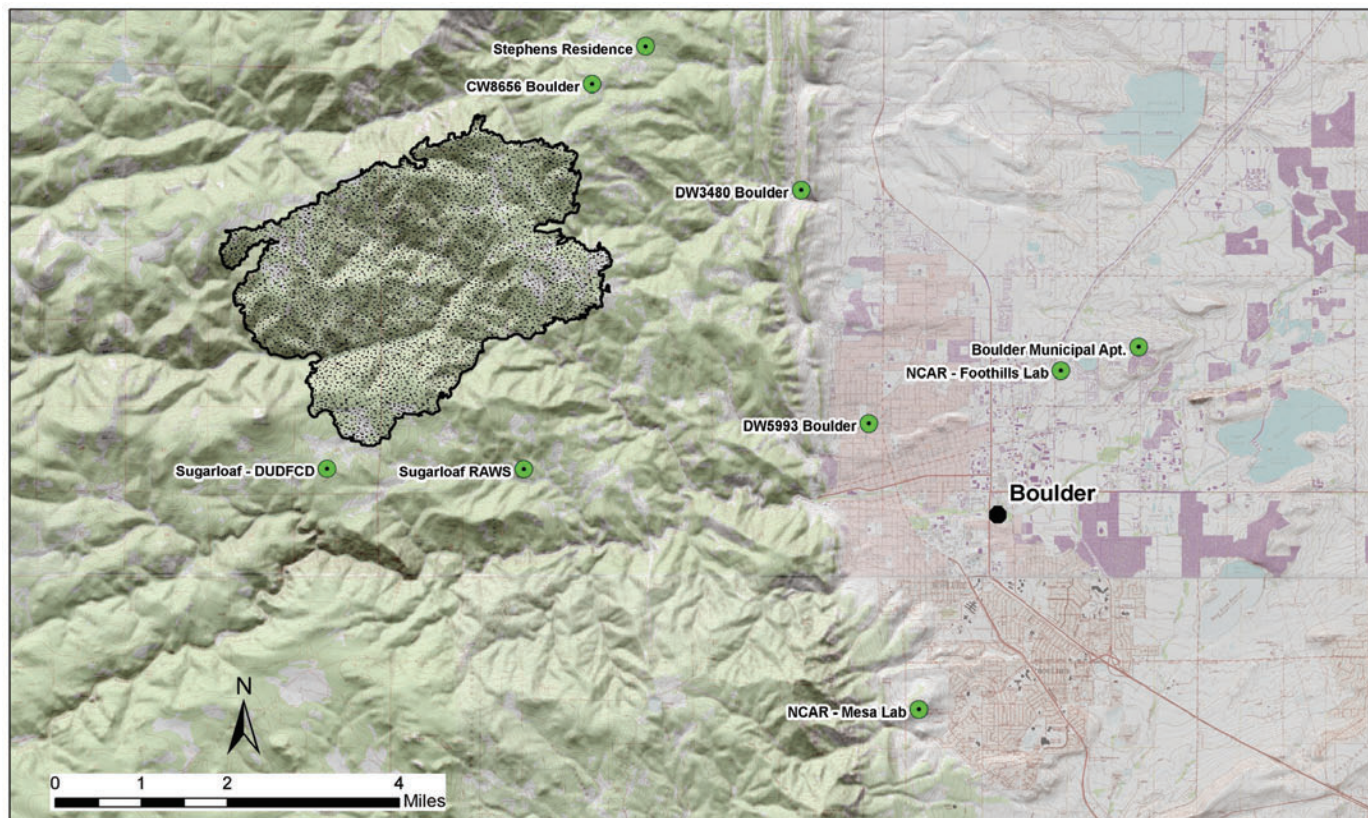 Stephens Residence
CW8656 Boulder
DW3480 Boulder
Boulder Municipal Apt.
NCAR - Foothills Lab
DW5993 Boulder
Sugarloaf - DUDFCD
Sugarloaf RAWS
Boulder
NCAR - Mesa Lab
N
0 1 2 4
Miles